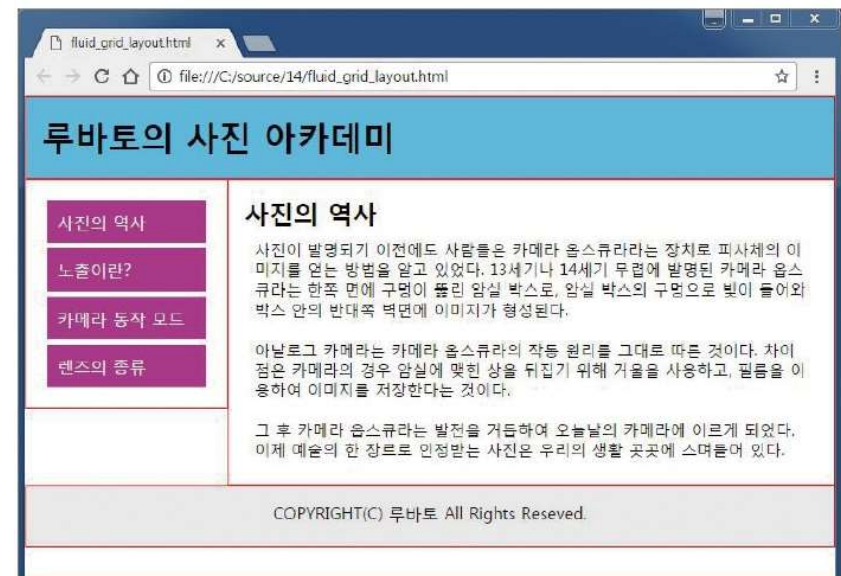 fluid_grid_layout.html
file:///C:/source/14/fluid_grid_layout.html
루바토의 사진 아카데미
사진의 역사
노출이란?
카메라 동작 모드
렌즈의 종류
사진의 역사
사진이 발명되기 이전에도 사람들은 카메라 옵스큐라라는 장치로 피사체의 이
미지를 얻는 방법을 알고 있었다. 13세기나 14세기 무렵에 발명된 카메라 옵스
큐라는 한쪽 면에 구멍이 뚫린 암실 박스로, 암실 박스의 구멍으로 빛이 들어와
박스 안의 반대쪽 벽면에 이미지가 형성된다.
아날로그 카메라는 카메라 옵스큐라의 작동 원리를 그대로 따른 것이다. 차이
점은 카메라의 경우 암실에 맺힌 상을 뒤집기 위해 거울을 사용하고, 필름을 이
용하여 이미지를 저장한다는 것이다.
그 후 카메라 옵스큐라는 발전을 거듭하여 오늘날의 카메라에 이르게 되었다.
이제 예술의 한 장르로 인정받는 사진은 우리의 생활 곳곳에 스며들어 있다.
COPYRIGHT(C) 루바토 All Rights Reseved.